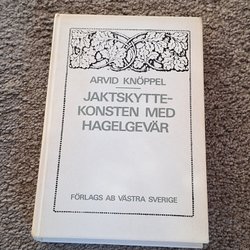 ARVID KNÖPPEL
JAKTSKYTTE-
KONSTEN MED
HAGELGEVÄR
FÖRLAGS AB VÄSTRA SVERIGE